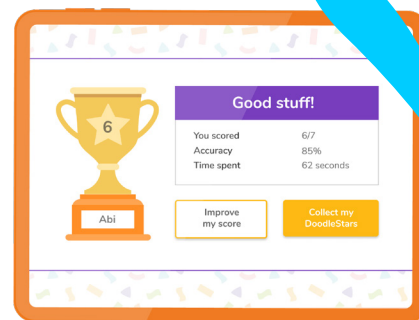 6
Abi
Good stuff!
You scored 6/7
Accuracy 85%
Time spent 62 seconds
Improve
my score
Collect my
DoodleStars